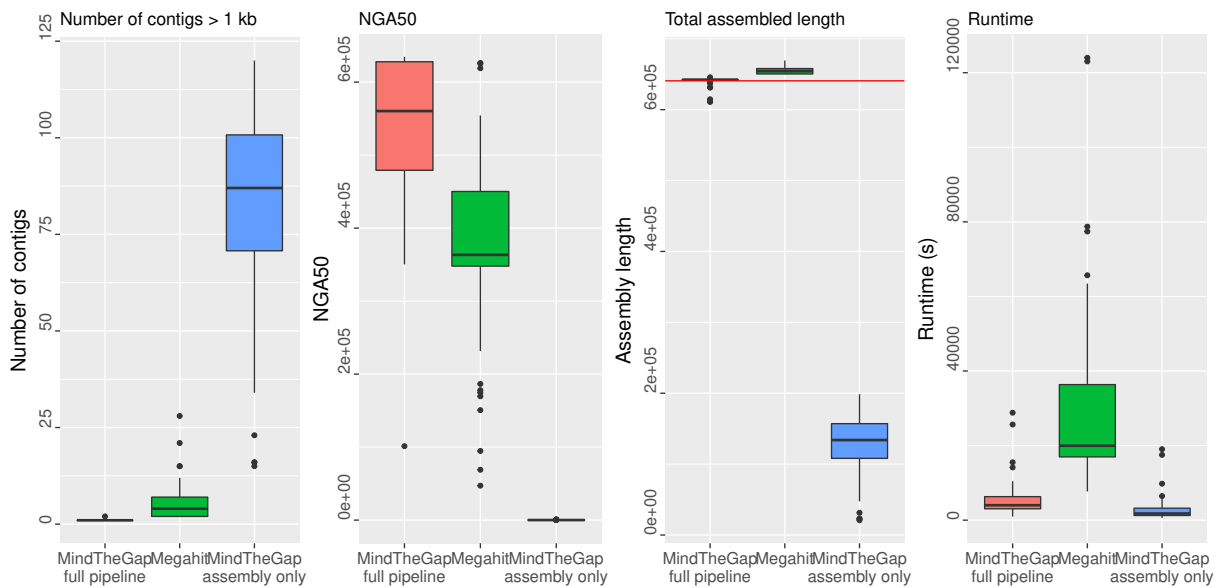 Number of contigs > 1 kb
Number of contigs
125
100
75
50
25
0
MindTheGap
full pipeline
Megahit
MindTheGap
assembly only
NGA50
NGA50
6e+05
4e+05
2e+05
0e+00
MindTheGap
full pipeline
Megahit
MindTheGap
assembly only
Total assembled length
Assembly length
6e+05
4e+05
2e+05
0e+00
MindTheGap
full pipeline
Megahit
MindTheGap
assembly only
Runtime
Runtime (s)
120000
80000
40000
0
MindTheGap
full pipeline
Megahit
MindTheGap
assembly only